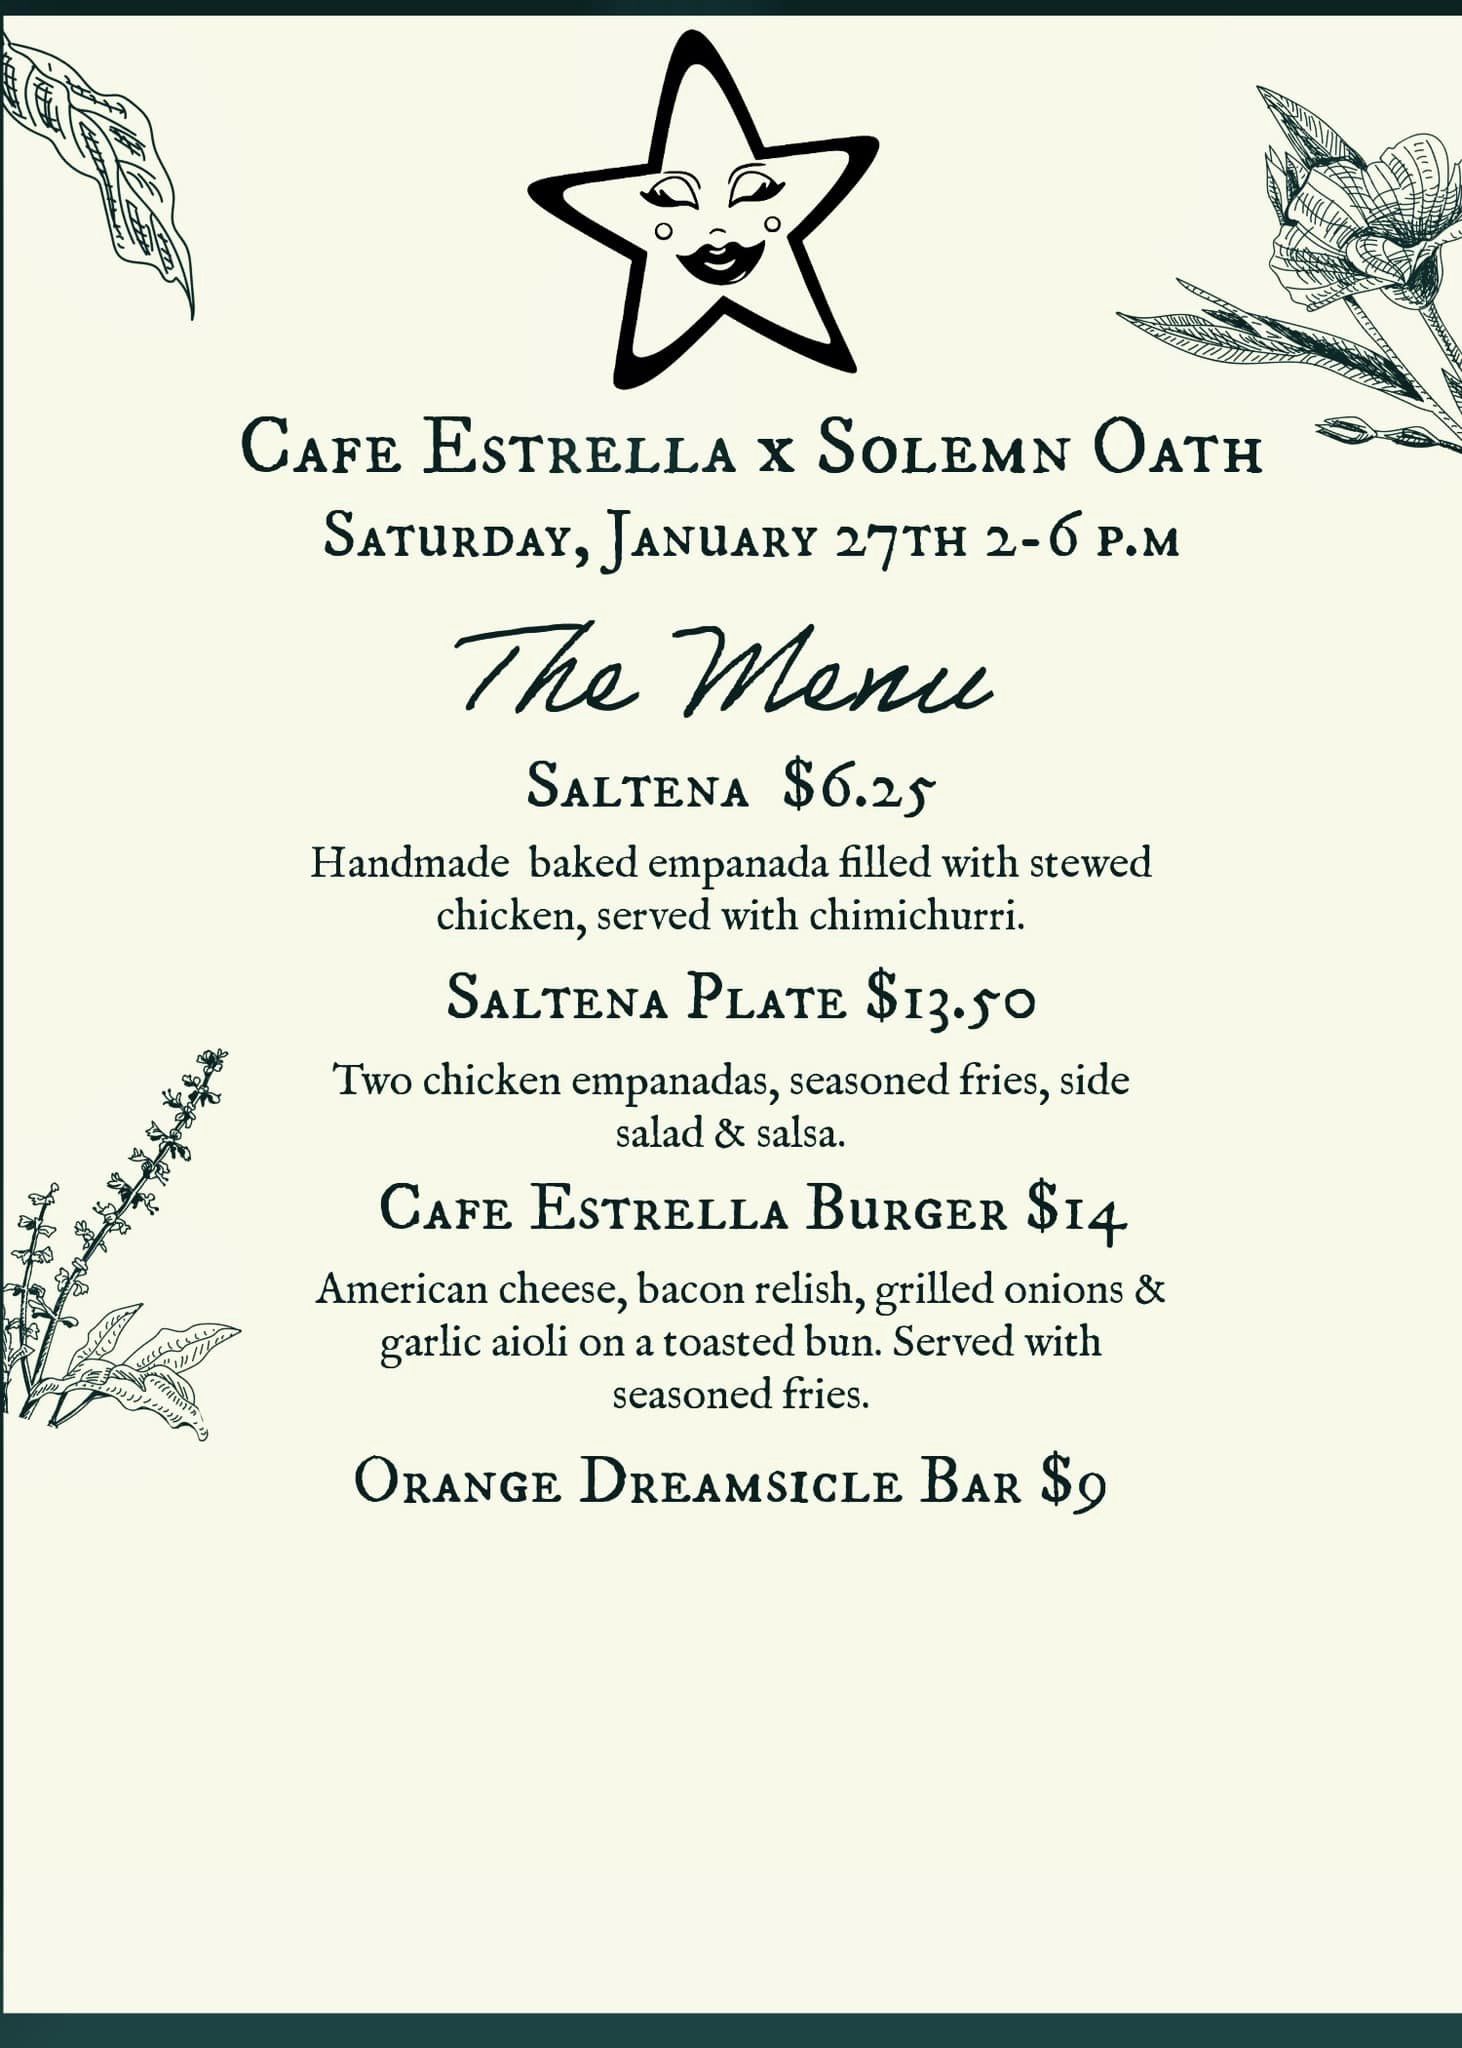 Cafe Estrella x Solemn Oath
Saturday, January 27th 2-6 p.m
The Menu
Saltena $6.25
Handmade baked empanada filled with stewed
chicken, served with chimichurri.
Saltena Plate $13.50
Two chicken empanadas, seasoned fries, side
salad & salsa.
Cafe Estrella Burger $14
American cheese, bacon relish, grilled onions &
garlic aioli on a toasted bun. Served with
seasoned fries.
Orange Dreamsicle Bar $9